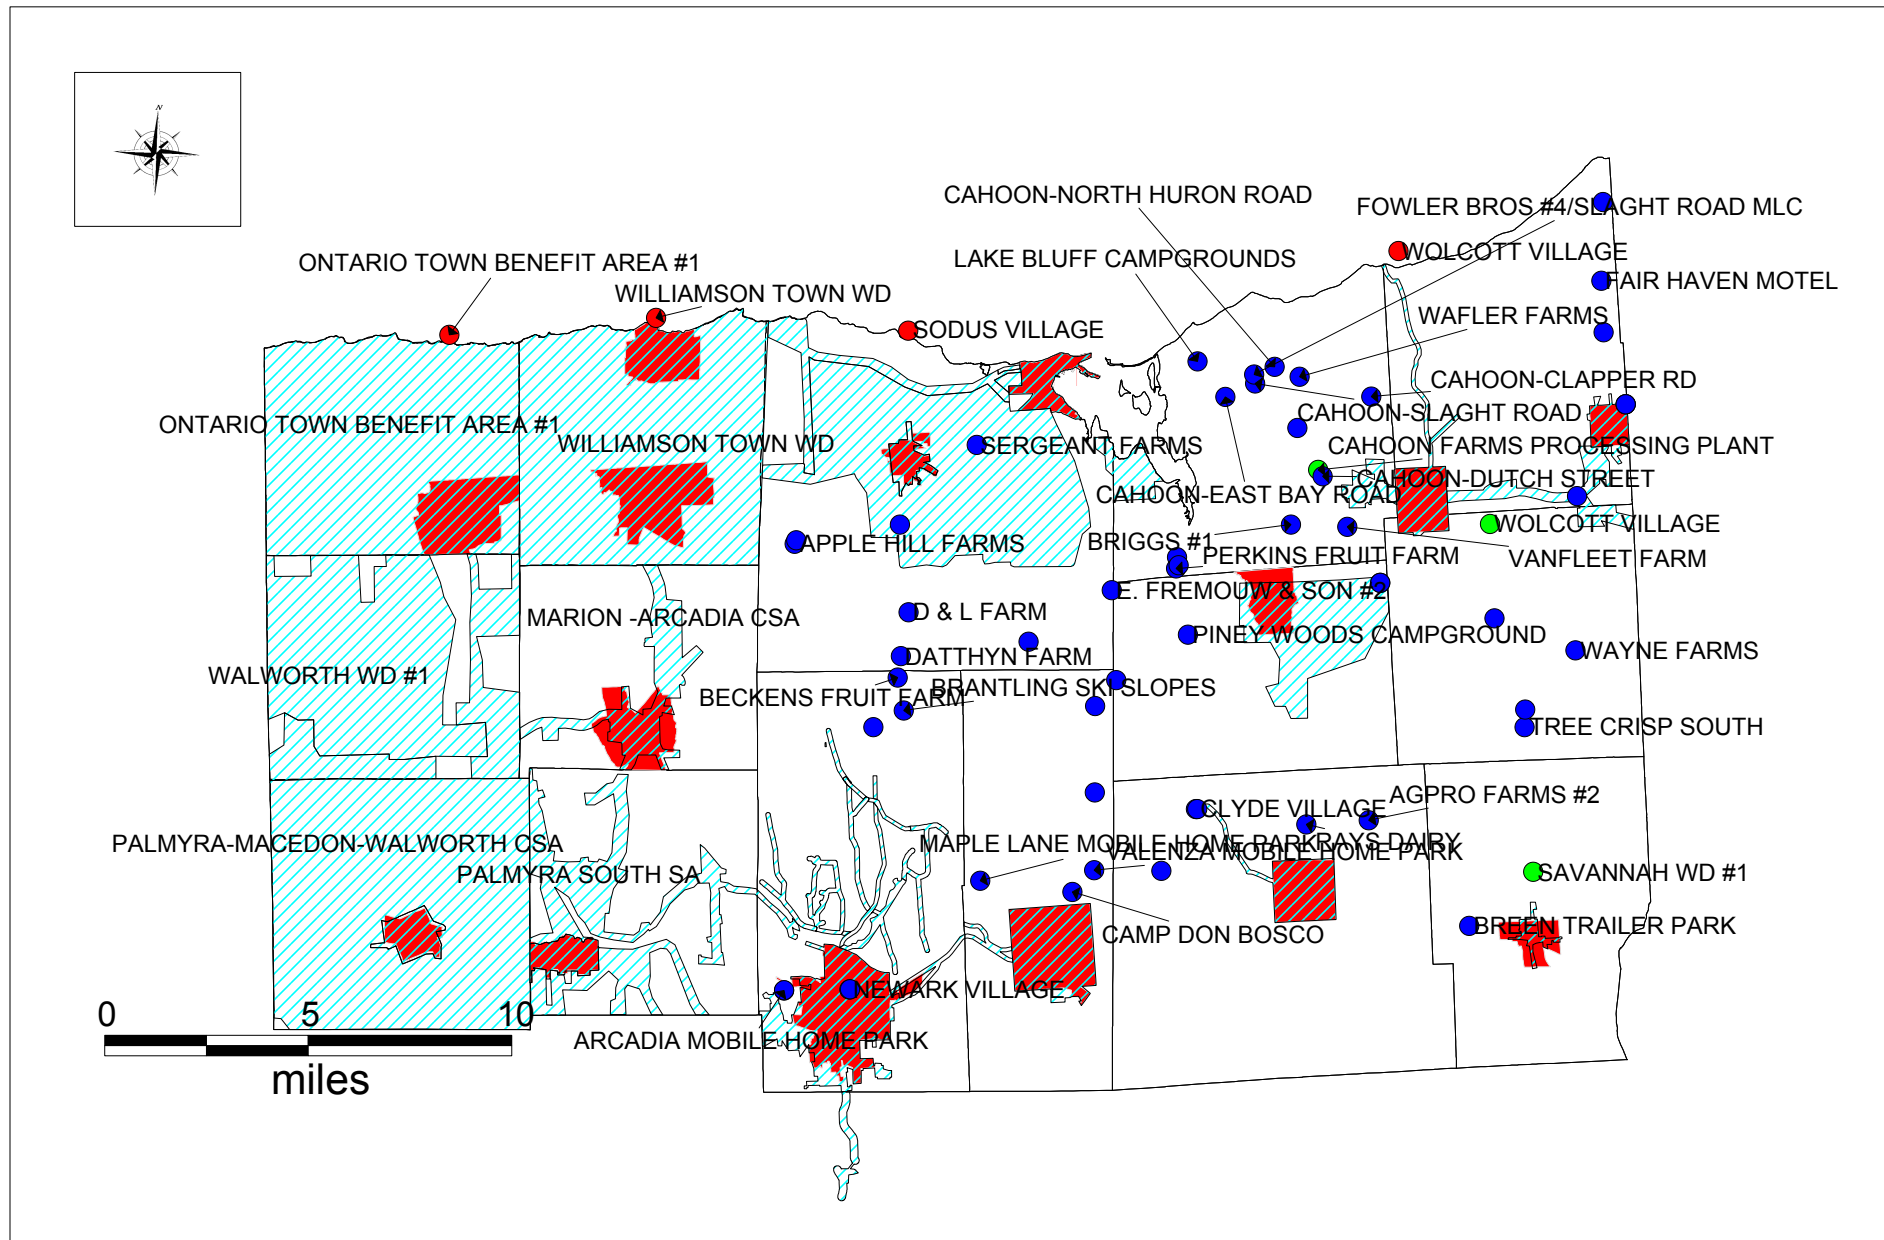 N
CAHOON-NORTH HURON ROAD
FOWLER BROS #4/SLAGHT ROAD MLC
WOLCOTT VILLAGE
LAKE BLUFF CAMPGROUNDS
ONTARIO TOWN BENEFIT AREA #1
FAIR HAVEN MOTEL
WILLIAMSON TOWN WD
WAFLER FARMS
SODUS VILLAGE
CAHOON-CLAPPER RD
CAHOON-SLAGHT ROAD
ONTARIO TOWN BENEFIT AREA #1
WILLIAMSON TOWN WD
SERGEANT FARMS
CAHOON FARMS PROCESSING PLANT
CAHOON-DUTCH STREET
CAHOON-EAST BAY ROAD
WOLCOTT VILLAGE
APPLE HILL FARMS
BRIGGS #1
PERKINS FRUIT FARM
VANFLEET FARM
E. FREMOUW & SON #2
D & L FARM
MARION -ARCADIA CSA
PINEY WOODS CAMPGROUND
WAYNE FARMS
DATTHYN FARM
WALWORTH WD #1
BRANTLING SKI SLOPES
BECKENS FRUIT FARM
TREE CRISP SOUTH
AGPRO FARMS #2
CLYDE VILLAGE
PALMYRA-MACEDON-WALWORTH CSA
MAPLE LANE MOBILE HOME PARK
RAYS DAIRY
VALENZA MOBILE HOME PARK
PALMYRA SOUTH SA
SAVANNAH WD #1
BREEN TRAILER PARK
CAMP DON BOSCO
NEWARK VILLAGE
0 5 10
ARCADIA MOBILE HOME PARK
miles